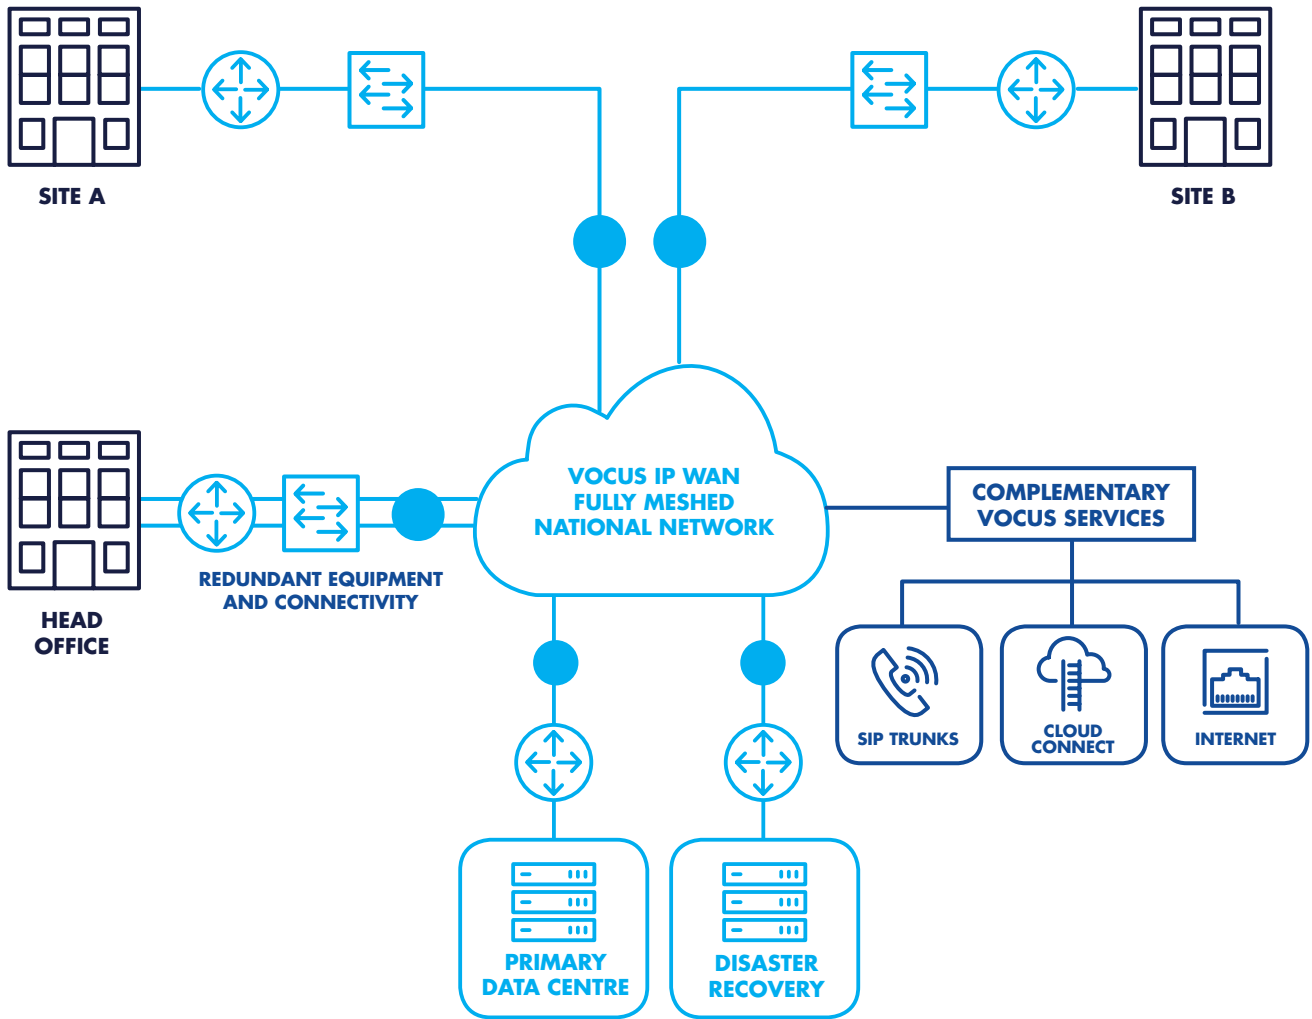 SITE A
SITE B
VOCUS IP WAN
FULLY MESHED
NATIONAL NETWORK
COMPLEMENTARY
VOCUS SERVICES
REDUNDANT EQUIPMENT
AND CONNECTIVITY
HEAD
OFFICE
SIP TRUNKS
CLOUD
CONNECT
INTERNET
PRIMARY
DATA CENTRE
DISASTER
RECOVERY